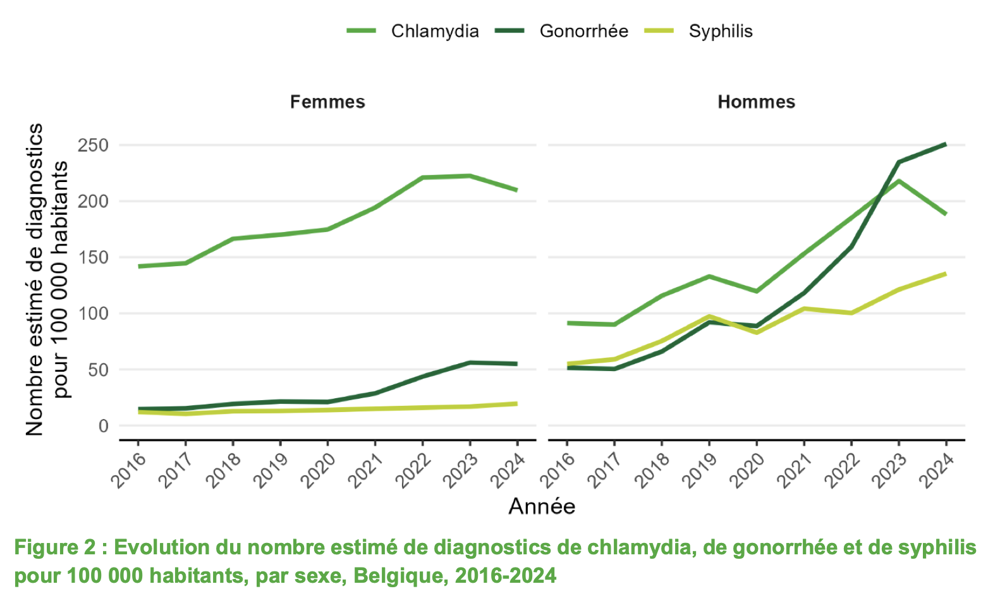 Chlamydia Gonorrhée Syphilis
Femmes Hommes
Nombre estimé de diagnostics
pour 100 000 habitants
250
200
150
100
50
0
2016 2017 2018 2019 2020 2021 2022 2023 2024 2016 2017 2018 2019 2020 2021 2022 2023 2024
Année
Figure 2 : Evolution du nombre estimé de diagnostics de chlamydia, de gonorrhée et de syphilis
pour 100 000 habitants, par sexe, Belgique, 2016-2024